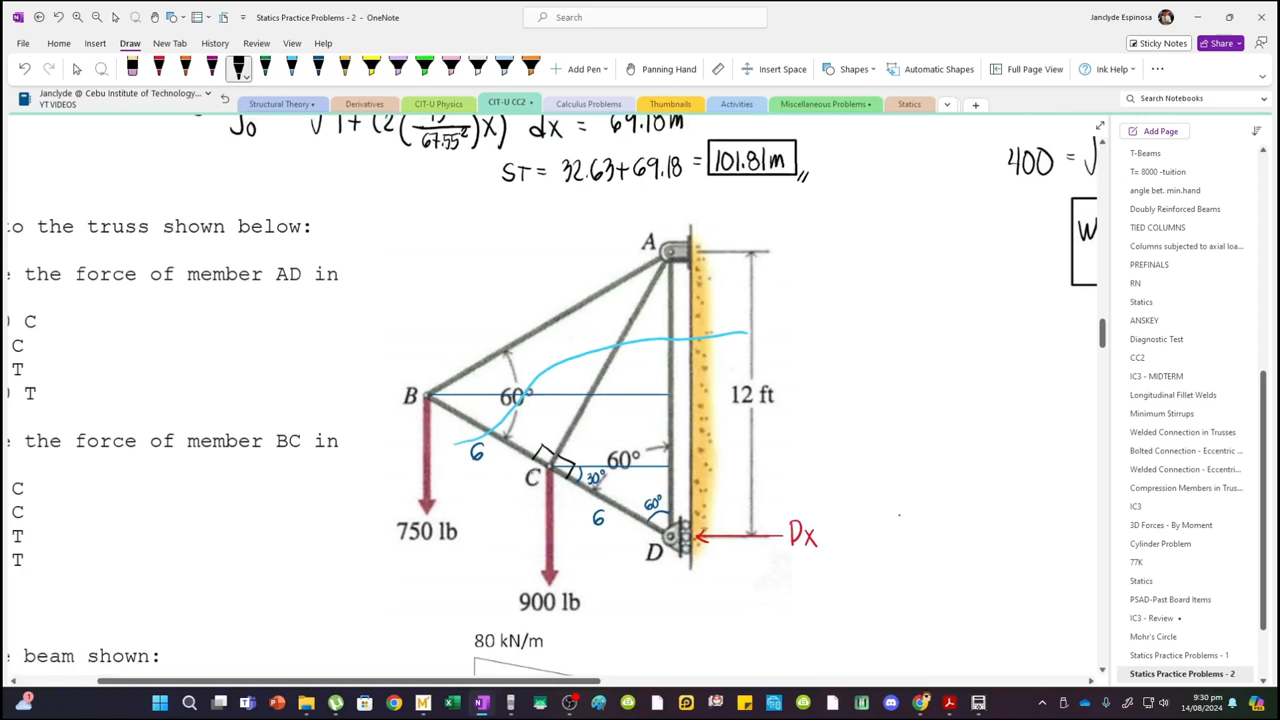 Statics Practice Problems - 2 - OneNote
Search
Janclyde Espinosa
File Home Insert Draw New Tab History Review View Help
Sticky Notes
Share
Add Pen
Panning Hand
Insert Space
Shapes
Automatic Shapes
Full Page View
Ink Help
Janclyde @ Cebu Institute of Technology...
YT VIDEOS
Structural Theory
Derivatives
CIT-U Physics
CIT-U CC2
Calculus Problems
Thumbnails
Activities
Miscellaneous Problems
Statics
Search Notebooks
Add Page
dx = 69.18m
ST = 32.63+69.18 = 101.81m
400 =
to the truss shown below:
the force of member AD in
C
C
T
T
the force of member BC in
C
C
T
T
A
B
60°
6
C
30°
60°
60°
6
D
12 ft
Dx
750 lb
900 lb
80 kN/m
beam shown:
T-Beams
T= 8000 -tuition
angle bet. min.hand
Doubly Reinforced Beams
TIED COLUMNS
Columns subjected to axial loa...
PREFINALS
RN
Statics
ANSKEY
Diagnostic Test
CC2
IC3 - MIDTERM
Longitudinal Fillet Welds
Minimum Stirrups
Welded Connection in Trusses
Bolted Connection - Eccentric ...
Welded Connection - Eccentri...
Compression Members in Trus...
IC3
3D Forces - By Moment
Cylinder Problem
77K
Statics
PSAD-Past Board Items
IC3 - Review
Mohr's Circle
Statics Practice Problems - 1
Statics Practice Problems - 2
9:30 pm
14/08/2024